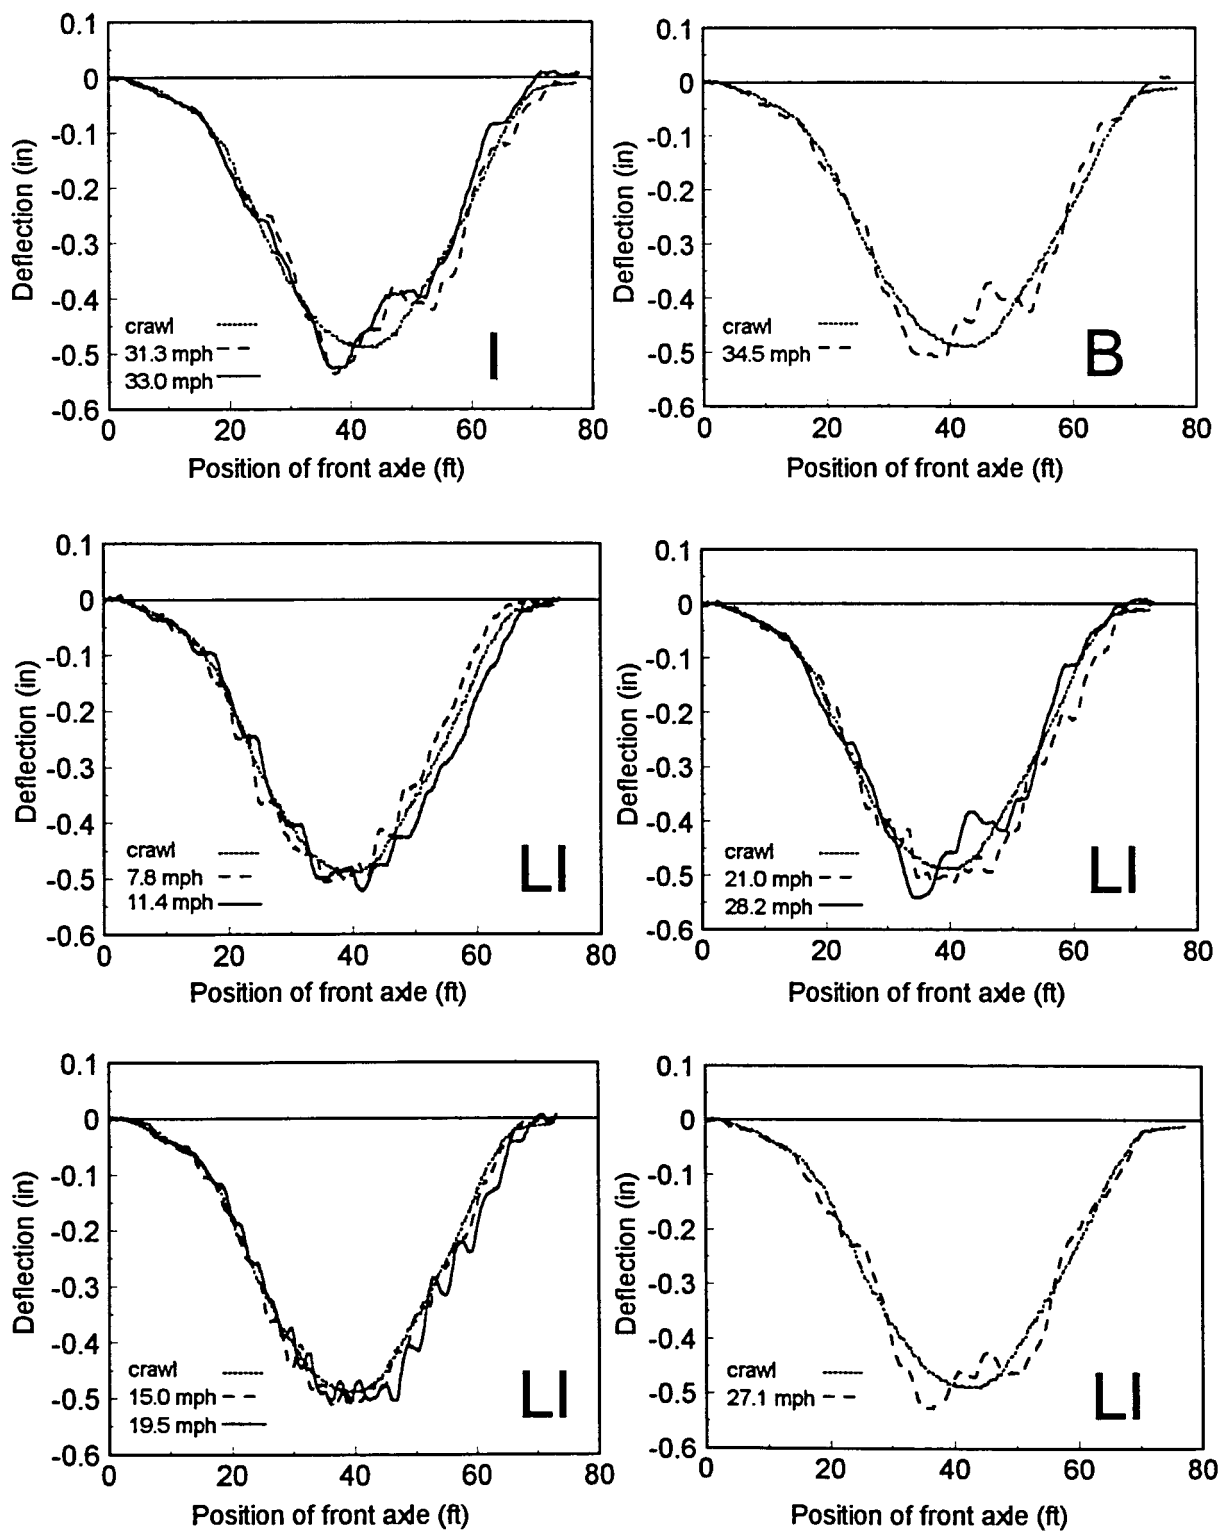 0.1
0
-0.1
-0.2
-0.3
-0.4
-0.5
-0.6
Deflection (in)
crawl
31.3 mph
33.0 mph
I
0 20 40 60 80
Position of front axle (ft)
0.1
0
-0.1
-0.2
-0.3
-0.4
-0.5
-0.6
Deflection (in)
crawl
34.5 mph
B
0 20 40 60 80
Position of front axle (ft)
0.1
0
-0.1
-0.2
-0.3
-0.4
-0.5
-0.6
Deflection (in)
crawl
7.8 mph
11.4 mph
LI
0 20 40 60 80
Position of front axle (ft)
0.1
0
-0.1
-0.2
-0.3
-0.4
-0.5
-0.6
Deflection (in)
crawl
21.0 mph
28.2 mph
LI
0 20 40 60 80
Position of front axle (ft)
0.1
0
-0.1
-0.2
-0.3
-0.4
-0.5
-0.6
Deflection (in)
crawl
15.0 mph
19.5 mph
LI
0 20 40 60 80
Position of front axle (ft)
0.1
0
-0.1
-0.2
-0.3
-0.4
-0.5
-0.6
Deflection (in)
crawl
27.1 mph
LI
0 20 40 60 80
Position of front axle (ft)